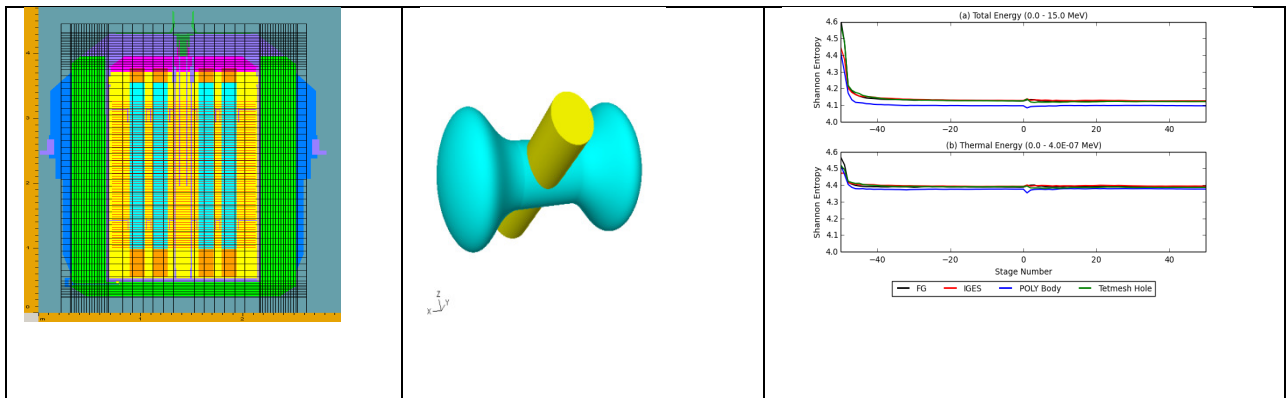 1
2
Z
Y
X
(a) Total Energy (0.0 - 15.0 MeV)
Shannon Entropy
4.6
4.5
4.4
4.3
4.2
4.1
4.0
−40
−20
0
20
40
(b) Thermal Energy (0.0 - 4.0E-07 MeV)
Shannon Entropy
4.6
4.5
4.4
4.3
4.2
4.1
4.0
−40
−20
0
20
40
Stage Number
FG IGES POLY Body Tetmesh Hole